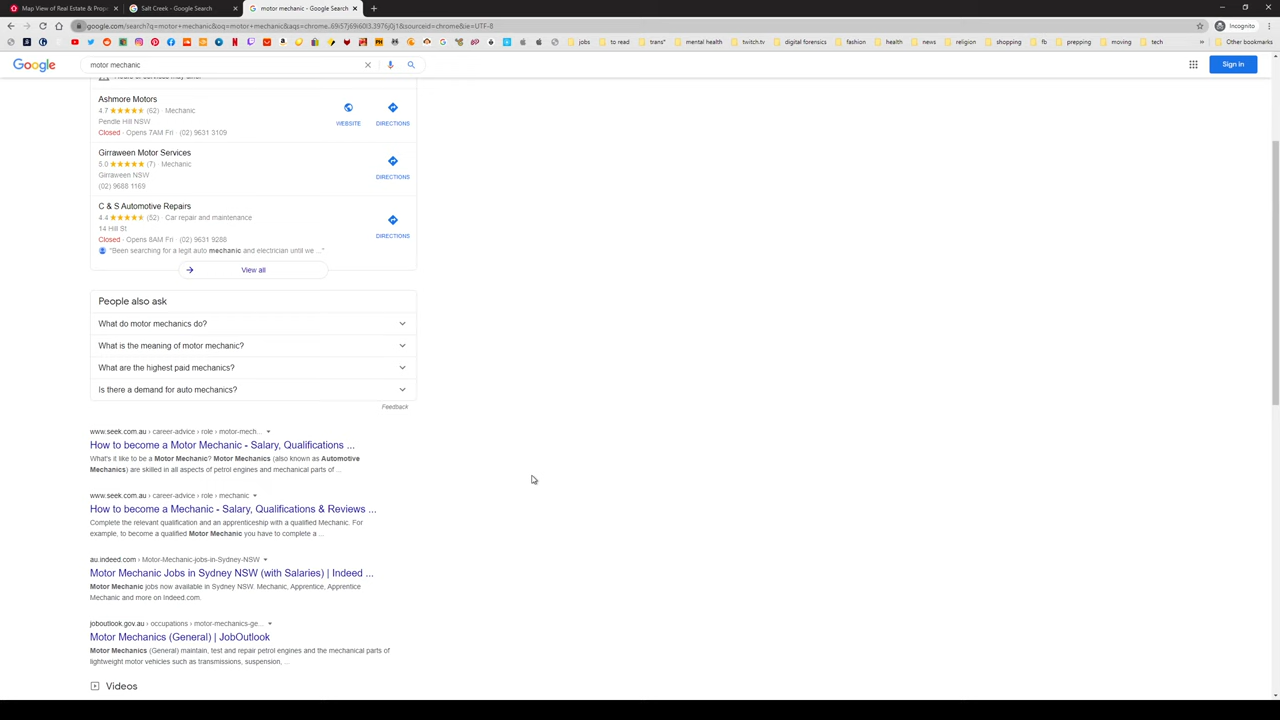 Map View of Real Estate & Prope
Salt Creek - Google Search
motor mechanic - Google Search
google.com/search?q=motor+mechanic&oq=motor+mechanic&aqs=chrome..69i57j69i60l3.3976j0j1&sourceid=chrome&ie=UTF-8
Incognito
jobs
to read
trans*
mental health
twitch.tv
digital forensics
fashion
health
news
religion
shopping
fb
prepping
moving
tech
Other bookmarks
Google
motor mechanic
Sign in
Ashmore Motors
4.7 (62) · Mechanic
Pendle Hill NSW
Closed · Opens 7AM Fri · (02) 9631 3109
WEBSITE
DIRECTIONS
Girraween Motor Services
5.0 (7) · Mechanic
Girraween NSW
(02) 9688 1169
DIRECTIONS
C & S Automotive Repairs
4.4 (52) · Car repair and maintenance
14 Hill St
Closed · Opens 8AM Fri · (02) 9631 9288
"Been searching for a legit auto mechanic and electrician until we ..."
DIRECTIONS
View all
People also ask
What do motor mechanics do?
What is the meaning of motor mechanic?
What are the highest paid mechanics?
Is there a demand for auto mechanics?
Feedback
www.seek.com.au › career-advice › role › motor-mech...
How to become a Motor Mechanic - Salary, Qualifications ...
What's it like to be a Motor Mechanic? Motor Mechanics (also known as Automotive
Mechanics) are skilled in all aspects of petrol engines and mechanical parts of ...
www.seek.com.au › career-advice › role › mechanic
How to become a Mechanic - Salary, Qualifications & Reviews ...
Complete the relevant qualification and an apprenticeship with a qualified Mechanic. For
example, to become a qualified Motor Mechanic you have to complete a ...
au.indeed.com › Motor-Mechanic-jobs-in-Sydney-NSW
Motor Mechanic Jobs in Sydney NSW (with Salaries) | Indeed ...
Motor Mechanic jobs now available in Sydney NSW. Mechanic, Apprentice, Apprentice
Mechanic and more on Indeed.com.
joboutlook.gov.au › occupations › motor-mechanics-ge...
Motor Mechanics (General) | JobOutlook
Motor Mechanics (General) maintain, test and repair petrol engines and the mechanical parts of
lightweight motor vehicles such as transmissions, suspension, ...
Videos